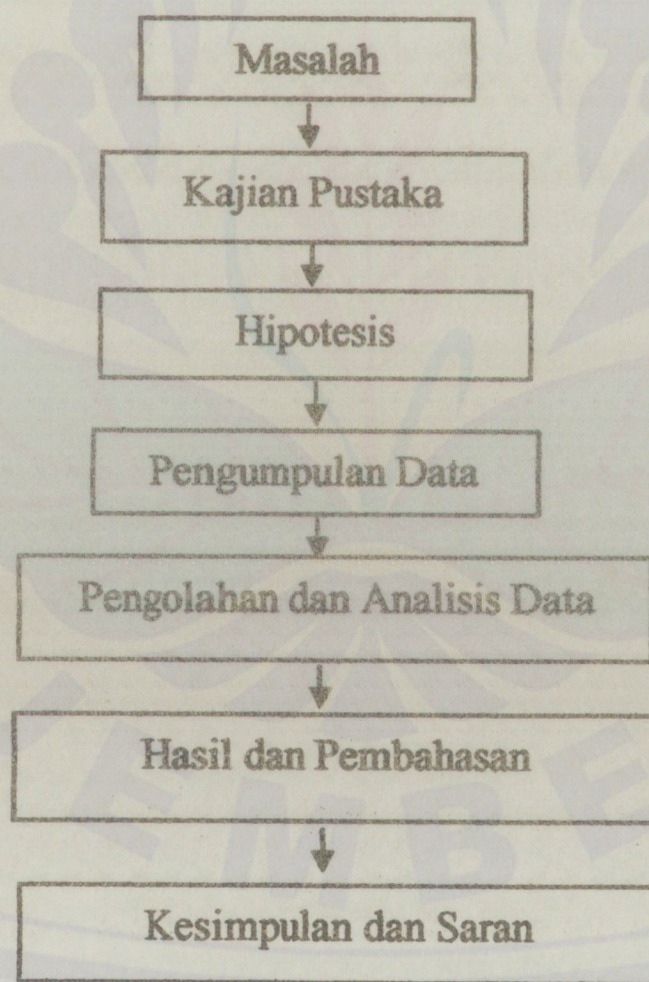 Masalah
Kajian Pustaka
Hipotesis
Pengumpulan Data
Pengolahan dan Analisis Data
Hasil dan Pembahasan
Kesimpulan dan Saran